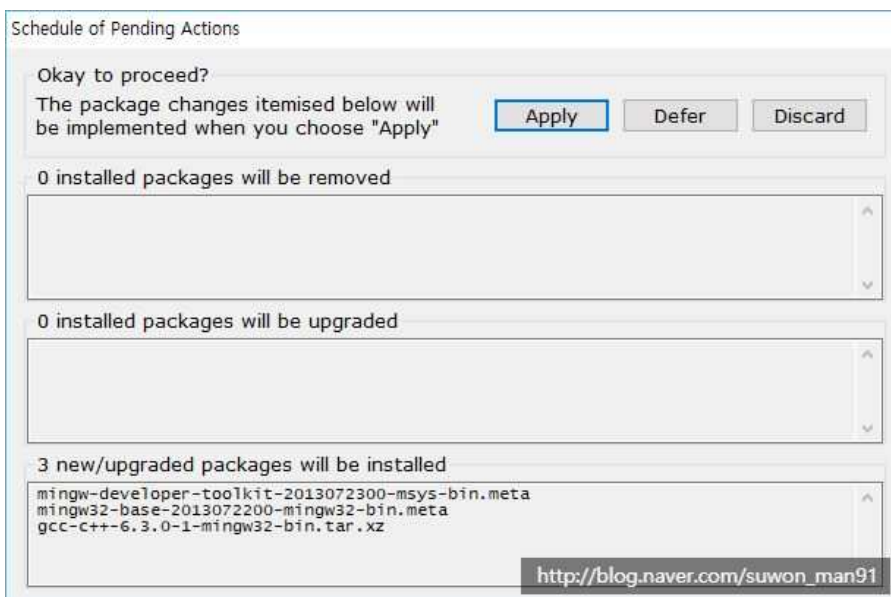 Schedule of Pending Actions
Okay to proceed?
The package changes itemised below will
be implemented when you choose "Apply"
Apply
Defer
Discard
0 installed packages will be removed
0 installed packages will be upgraded
3 new/upgraded packages will be installed
mingw-developer-toolkit-2013072300-msys-bin.meta
mingw32-base-2013072200-mingw32-bin.meta
gcc-c++-6.3.0-1-mingw32-bin.tar.xz
http://blog.naver.com/suwon_man91